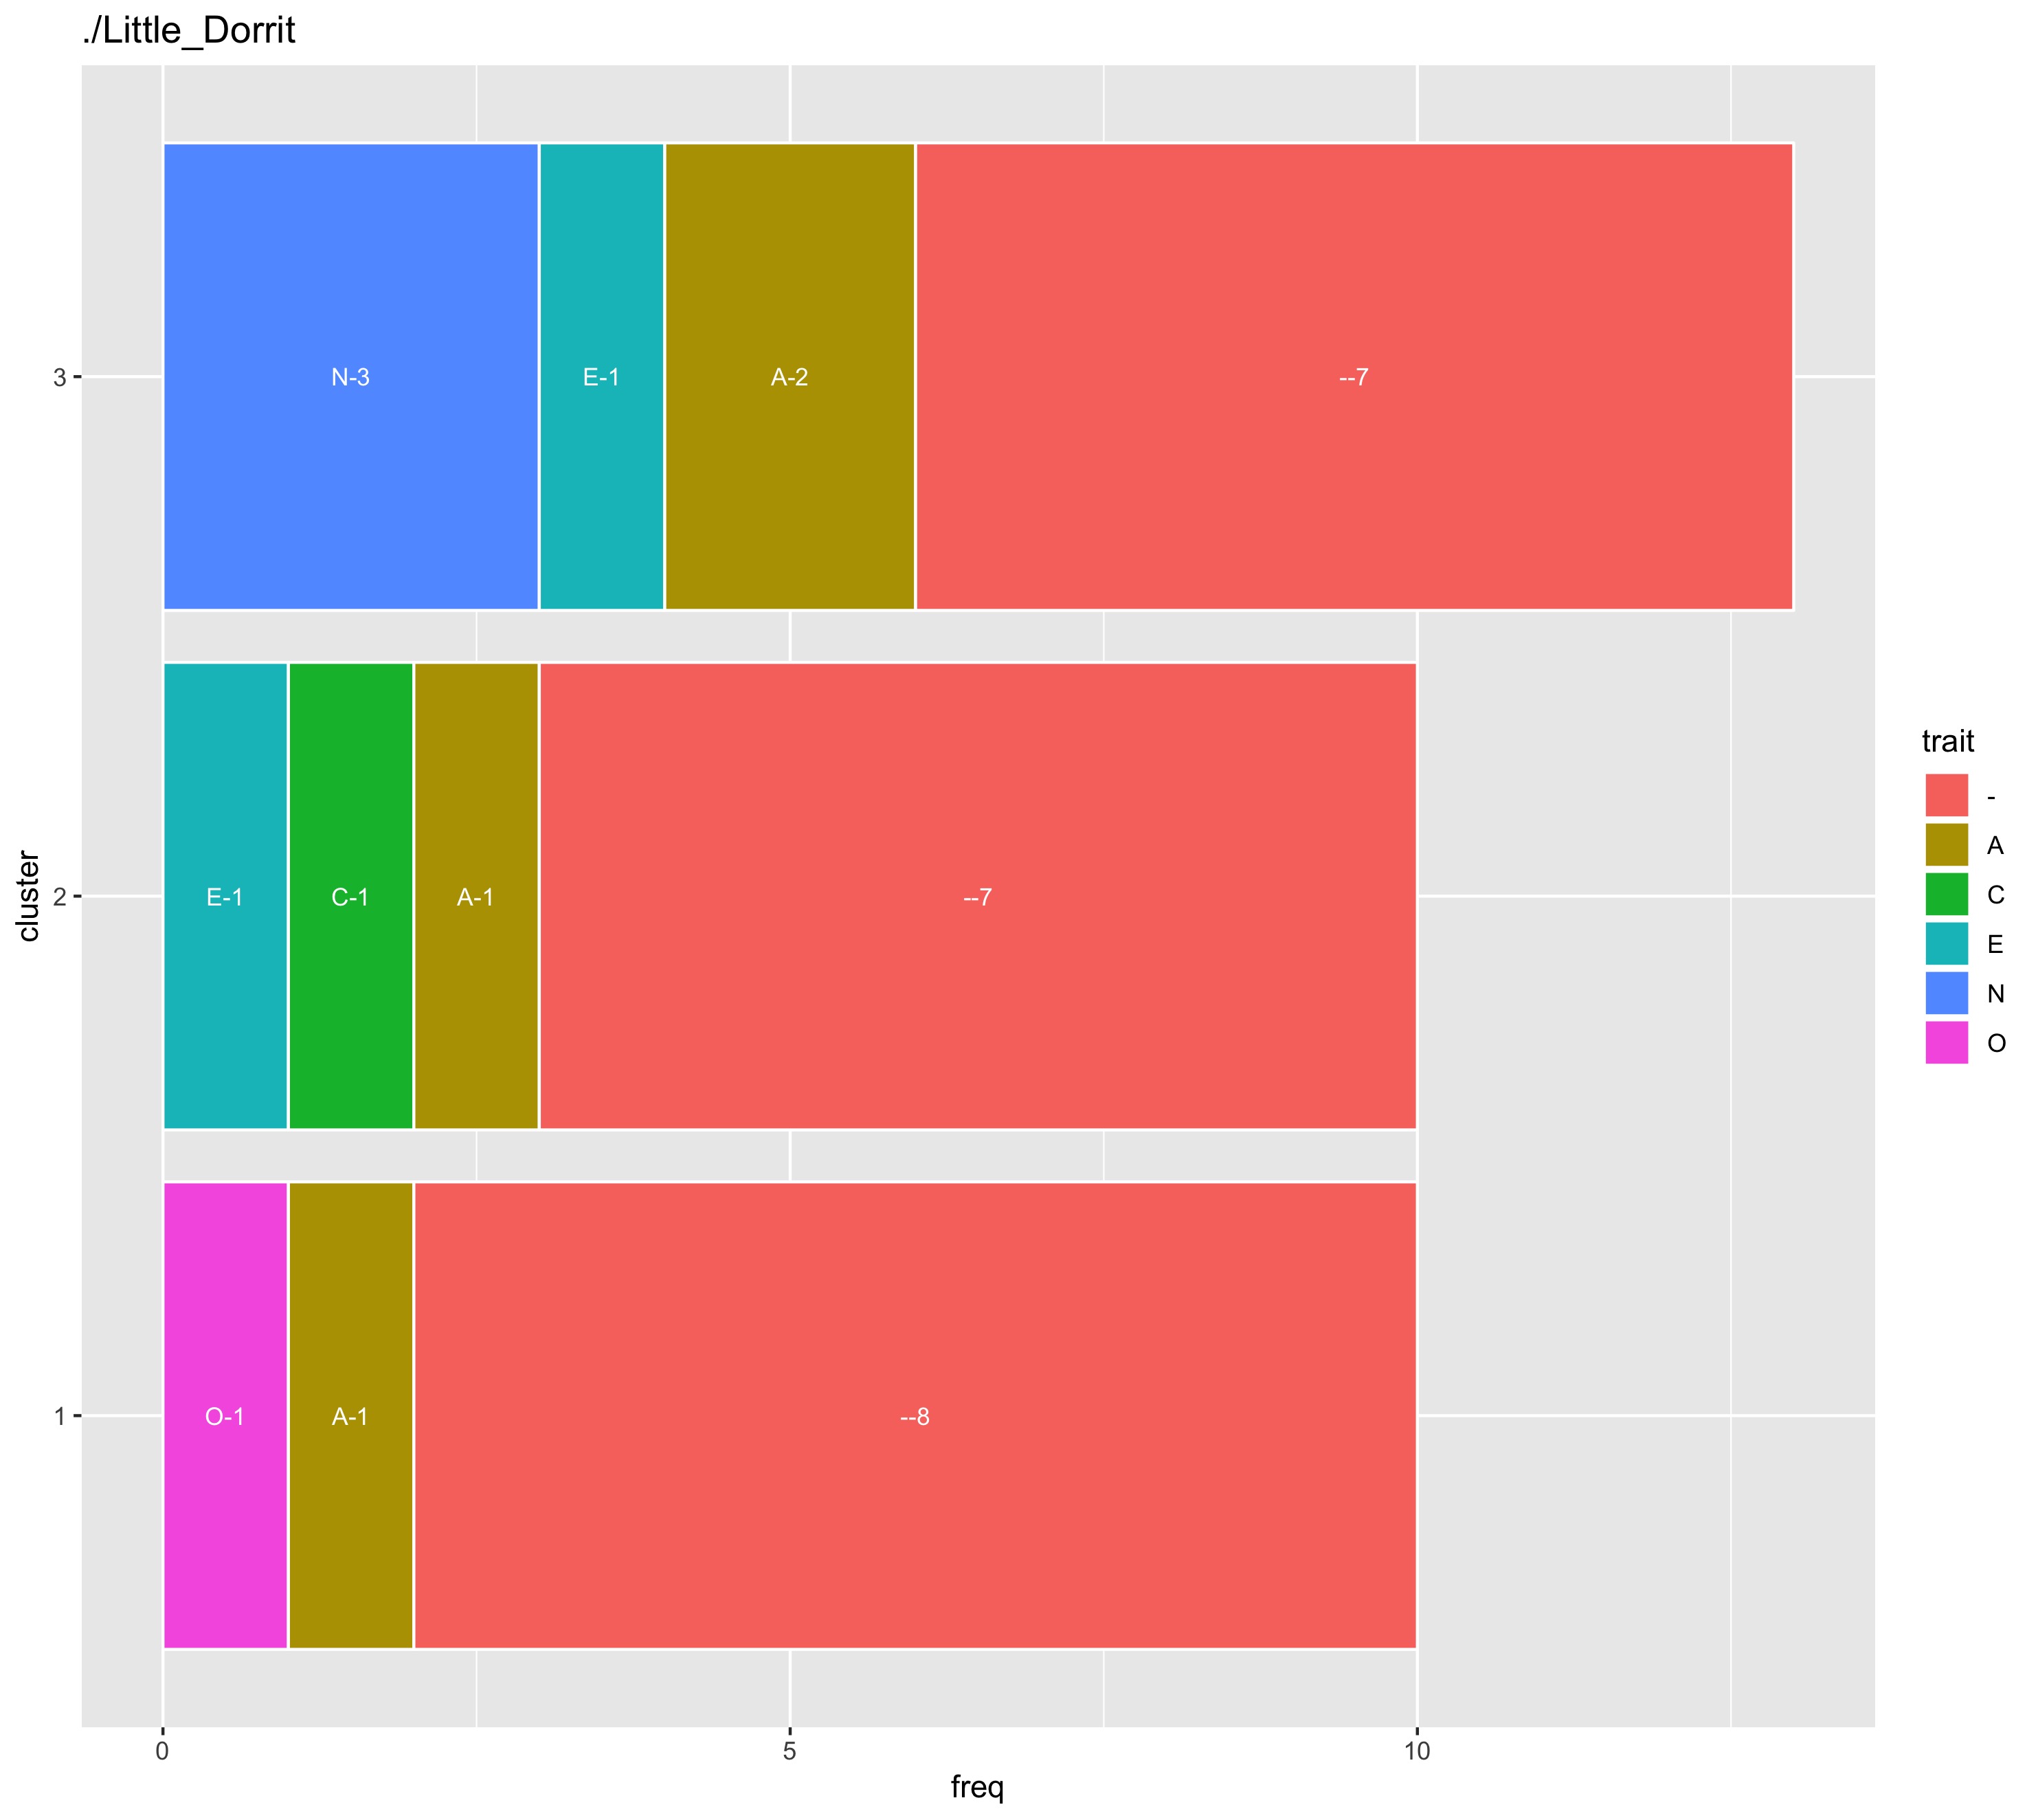 ./Little_Dorrit
3
N-3 E-1 A-2 --7
2
E-1 C-1 A-1 --7
1
O-1 A-1 --8
0 5 10
freq
cluster
trait
-
A
C
E
N
O